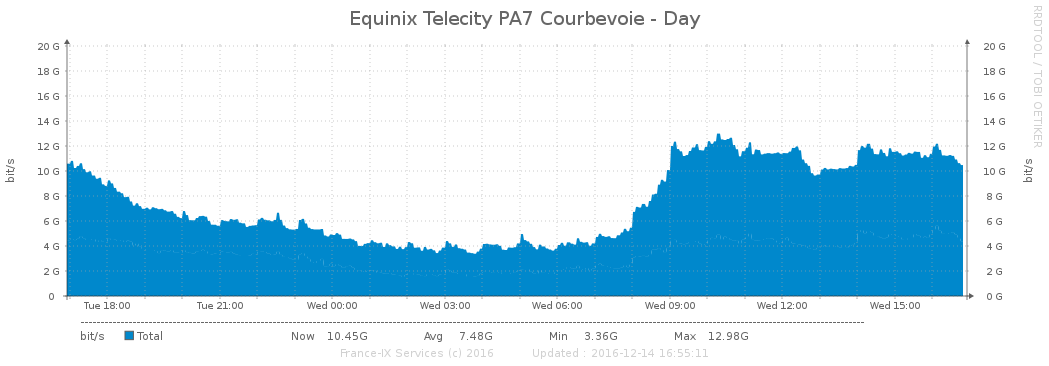 Equinix Telecity PA7 Courbevoie - Day
RRDTOOL / TOBI OETIKER
bit/s
bit/s
20 G 20 G
18 G 18 G
16 G 16 G
14 G 14 G
12 G 12 G
10 G 10 G
8 G 8 G
6 G 6 G
4 G 4 G
2 G 2 G
0 0 G
Tue 18:00 Tue 21:00 Wed 00:00 Wed 03:00 Wed 06:00 Wed 09:00 Wed 12:00 Wed 15:00
bit/s Total Now 10.45G Avg 7.48G Min 3.36G Max 12.98G
France-IX Services (c) 2016 Updated : 2016-12-14 16:55:11